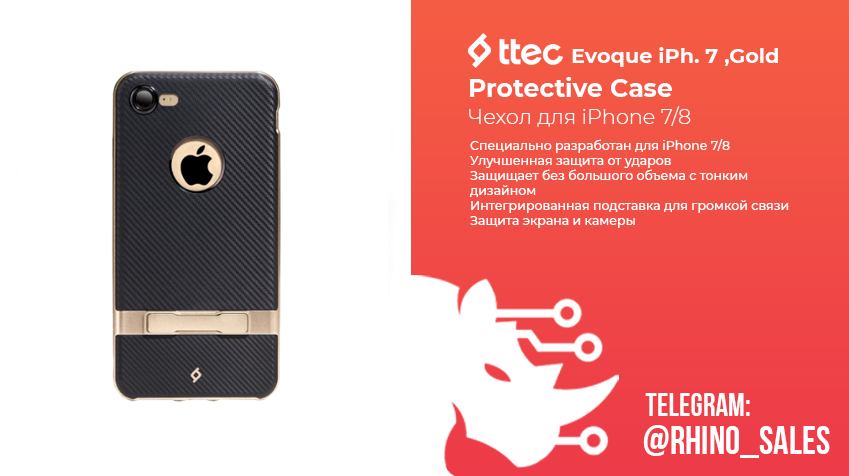 ttec Evoque iPh. 7 ,Gold
Protective Case
Чехол для iPhone 7/8
Специально разработан для iPhone 7/8
Улучшенная защита от ударов
Защищает без большого объема с тонким
дизайном
Интегрированная подставка для громкой связи
Защита экрана и камеры
TELEGRAM:
@RHINO_SALES